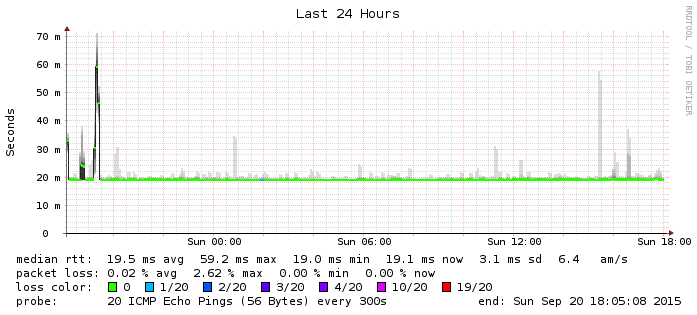 Last 24 Hours
RRDTOOL / TOBI OETIKER
Seconds
70 m
60 m
50 m
40 m
30 m
20 m
10 m
0
Sun 00:00 Sun 06:00 Sun 12:00 Sun 18:00
median rtt: 19.5 ms avg 59.2 ms max 19.0 ms min 19.1 ms now 3.1 ms sd 6.4 am/s
packet loss: 0.02 % avg 2.62 % max 0.00 % min 0.00 % now
loss color: 0 1/20 2/20 3/20 4/20 10/20 19/20
probe: 20 ICMP Echo Pings (56 Bytes) every 300s end: Sun Sep 20 18:05:08 2015